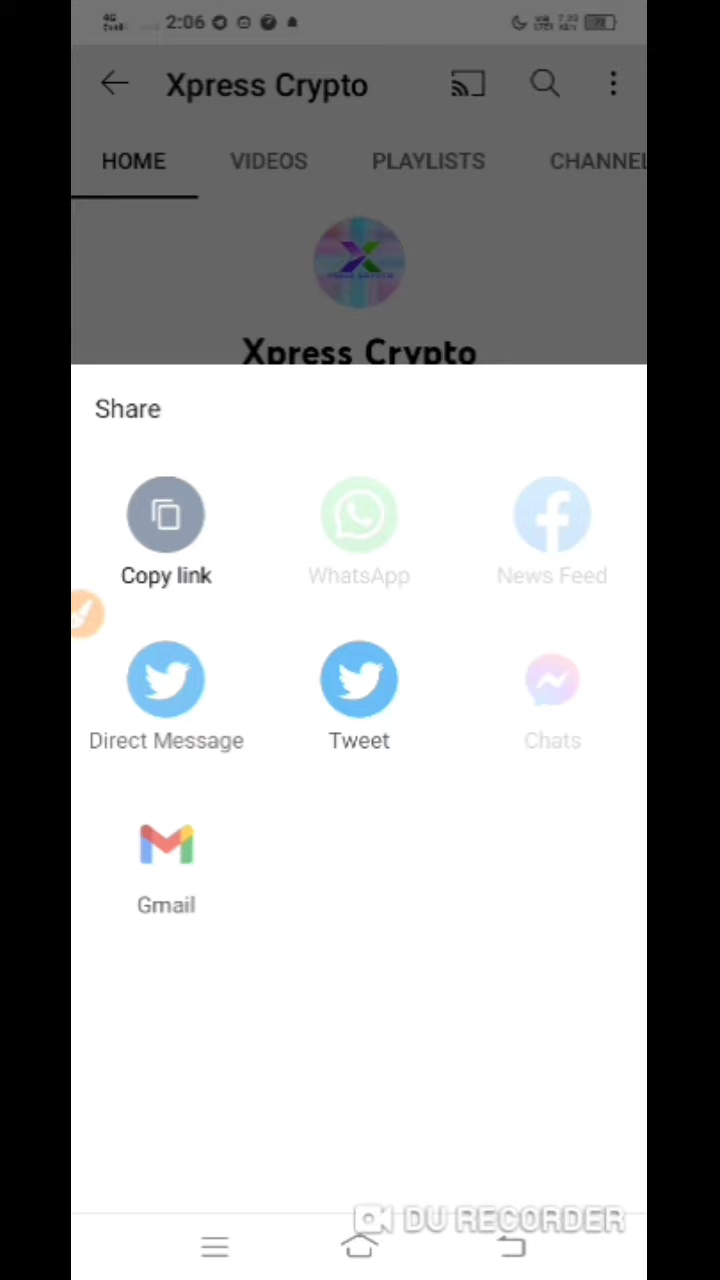 2:06
Xpress Crypto
HOME VIDEOS PLAYLISTS CHANNEL
Xpress Crypto
Share
Copy link WhatsApp News Feed
Direct Message Tweet Chats
Gmail
DU RECORDER